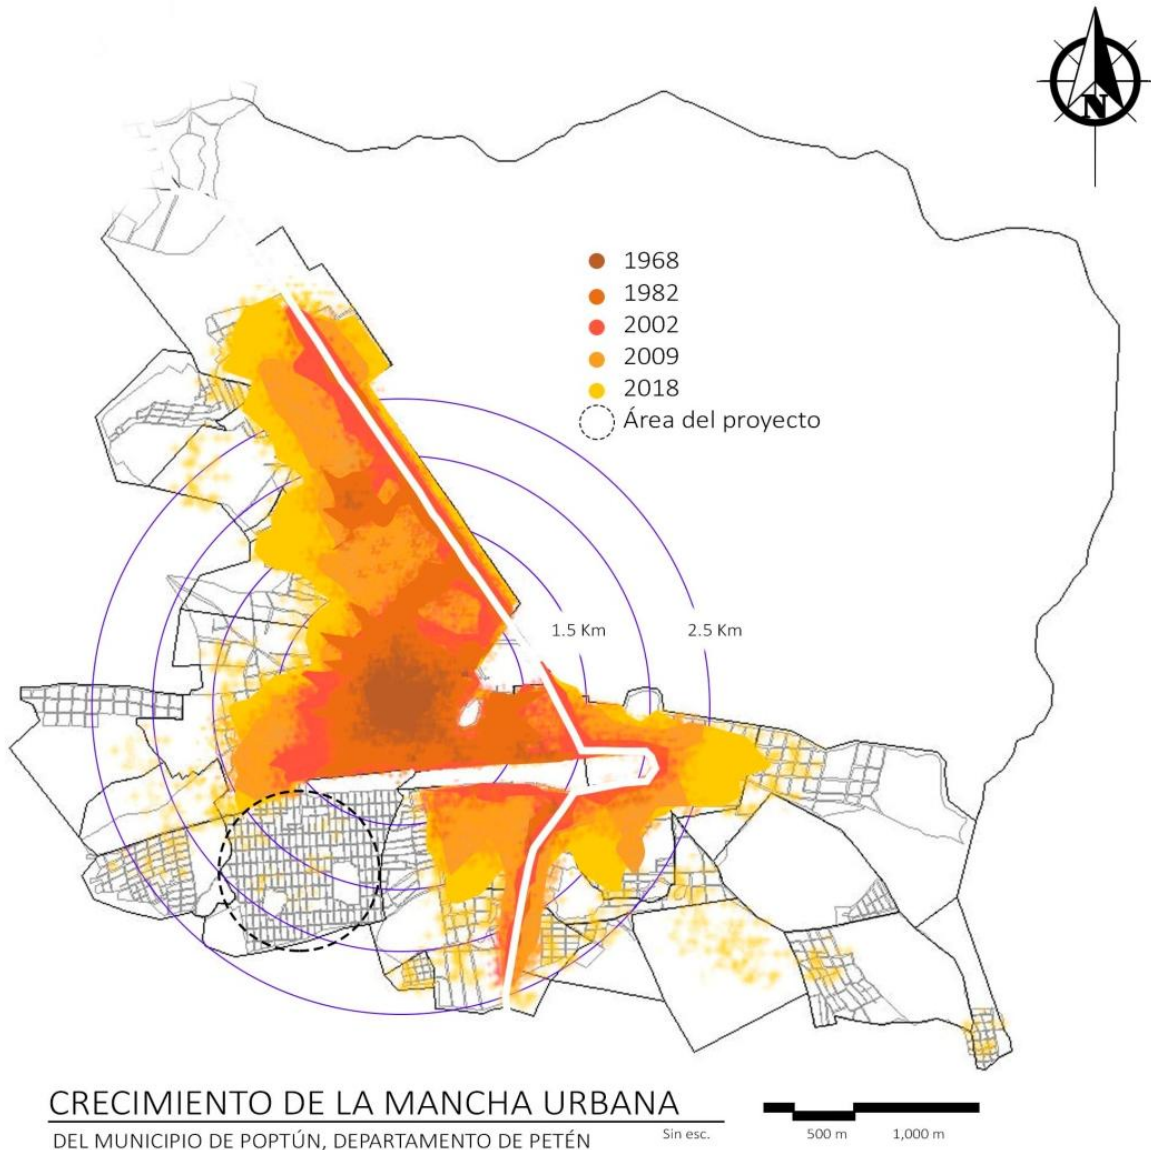 N
1968
1982
2002
2009
2018
Área del proyecto
1.5 Km
2.5 Km
CRECIMIENTO DE LA MANCHA URBANA
DEL MUNICIPIO DE POPTÚN, DEPARTAMENTO DE PETÉN
Sin esc.
500 m
1,000 m